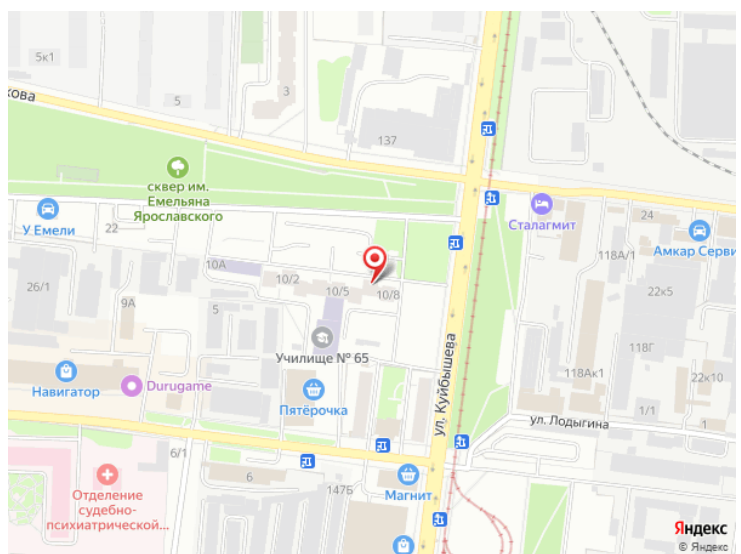 5к1
5
3
кова
137
сквер им.
Емельяна
Ярославского
У Емели
22
Сталагмит
24
118А/1
Амкар Серви
10А
10/2
10/5
10/8
26/1
9А
5
22к5
118Г
Училище № 65
ул. Куйбышева
Навигатор
Durugame
Пятёрочка
118Ак1
22к10
1/1
1
ул. Лодыгина
6/1
6
147Б
Магнит
Отделение
судебно-
психиатрической...
Яндекс
© Яндекс